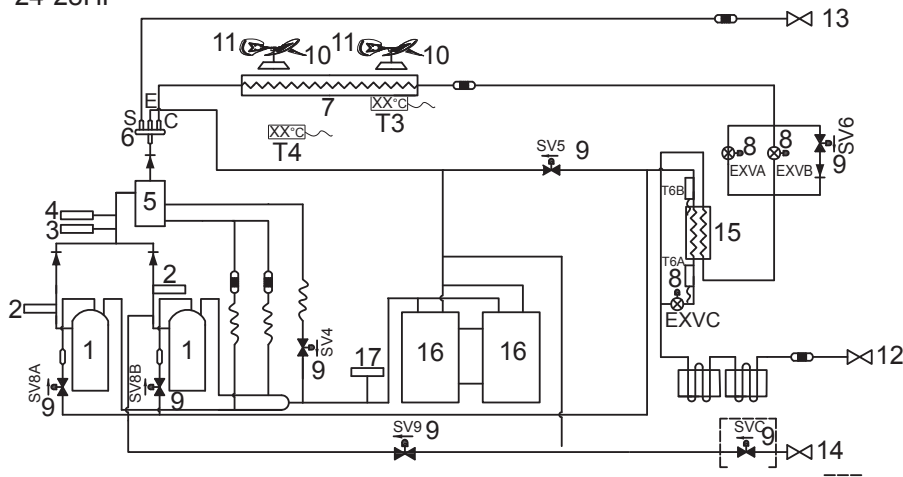 24-28HP
13
11 10 11 10
E
S C
6
7
XX°C
T3
XX°C
T4
SV5 9
8 8
SV6
9
EXVA EXVB
T6B
5
4
3
15
T6A
8
EXVC
2
2
1 1
SV4
9
17
16 16
12
SV8A
9
SV8B
9
SV9 9
SVC 9
14